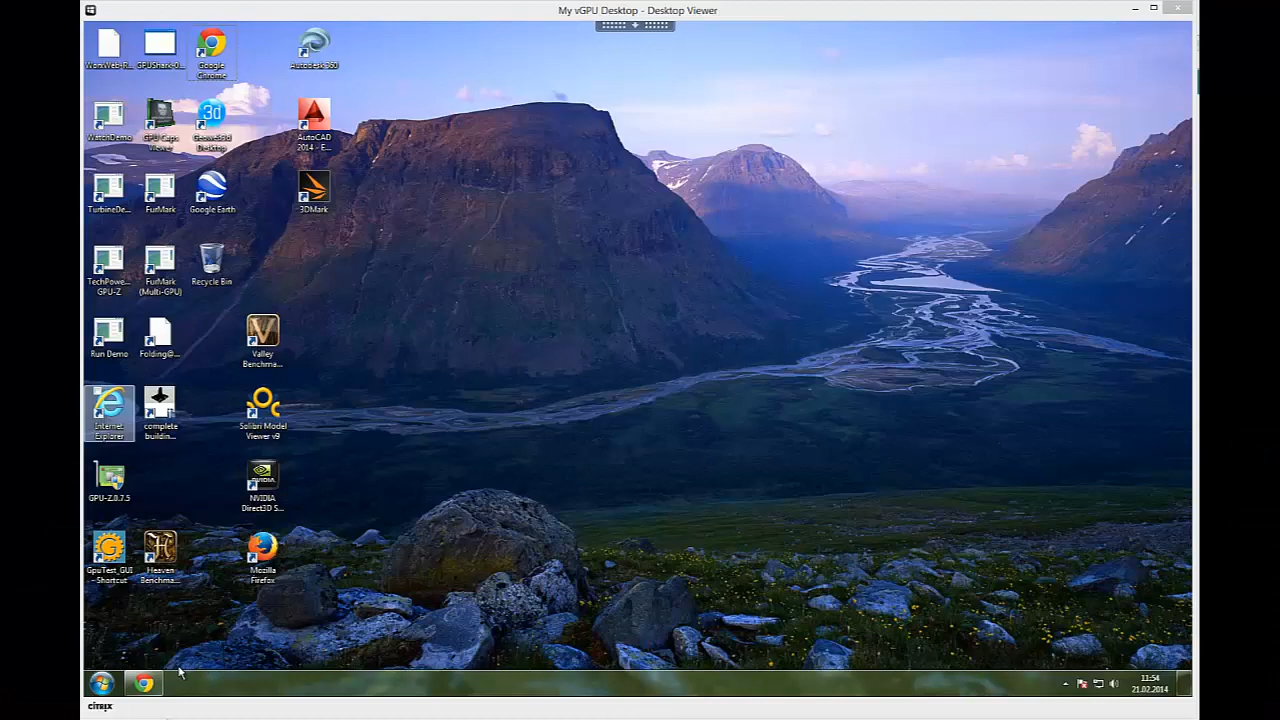 My vGPU Desktop - Desktop Viewer
WorxWeb-R...
GPUShark-0...
Google
Chrome
Autodesk 360
WaterDemo
GPU Caps
Viewer
Geoweb3d
Desktop
AutoCAD
2014 - E...
TurbineDe...
FurMark
Google Earth
3DMark
TechPowe...
GPU-Z
FurMark
(Multi-GPU)
Recycle Bin
Run Demo
Folding@...
Valley
Benchma...
Internet
Explorer
complete
buildin...
Solibri Model
Viewer v9
GPU-Z.0.7.5
NVIDIA
Direct3D S...
GpuTest_GUI
- Shortcut
Heaven
Benchma...
Mozilla
Firefox
11:54
21.02.2014
citrix